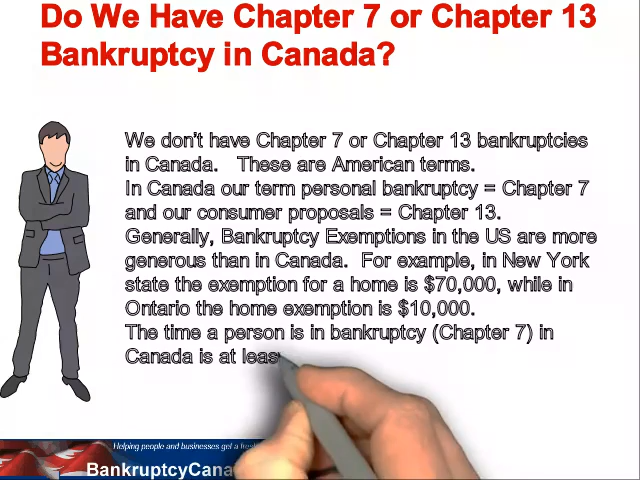 Do We Have Chapter 7 or Chapter 13
Bankruptcy in Canada?
We don't have Chapter 7 or Chapter 13 bankruptcies
in Canada. These are American terms.
In Canada our term personal bankruptcy = Chapter 7
and our consumer proposals = Chapter 13.
Generally, Bankruptcy Exemptions in the US are more
generous than in Canada. For example, in New York
state the exemption for a home is $70,000, while in
Ontario the home exemption is $10,000.
The time a person is in bankruptcy (Chapter 7) in
Canada is at leas
Helping people and businesses get a
BankruptcyCana